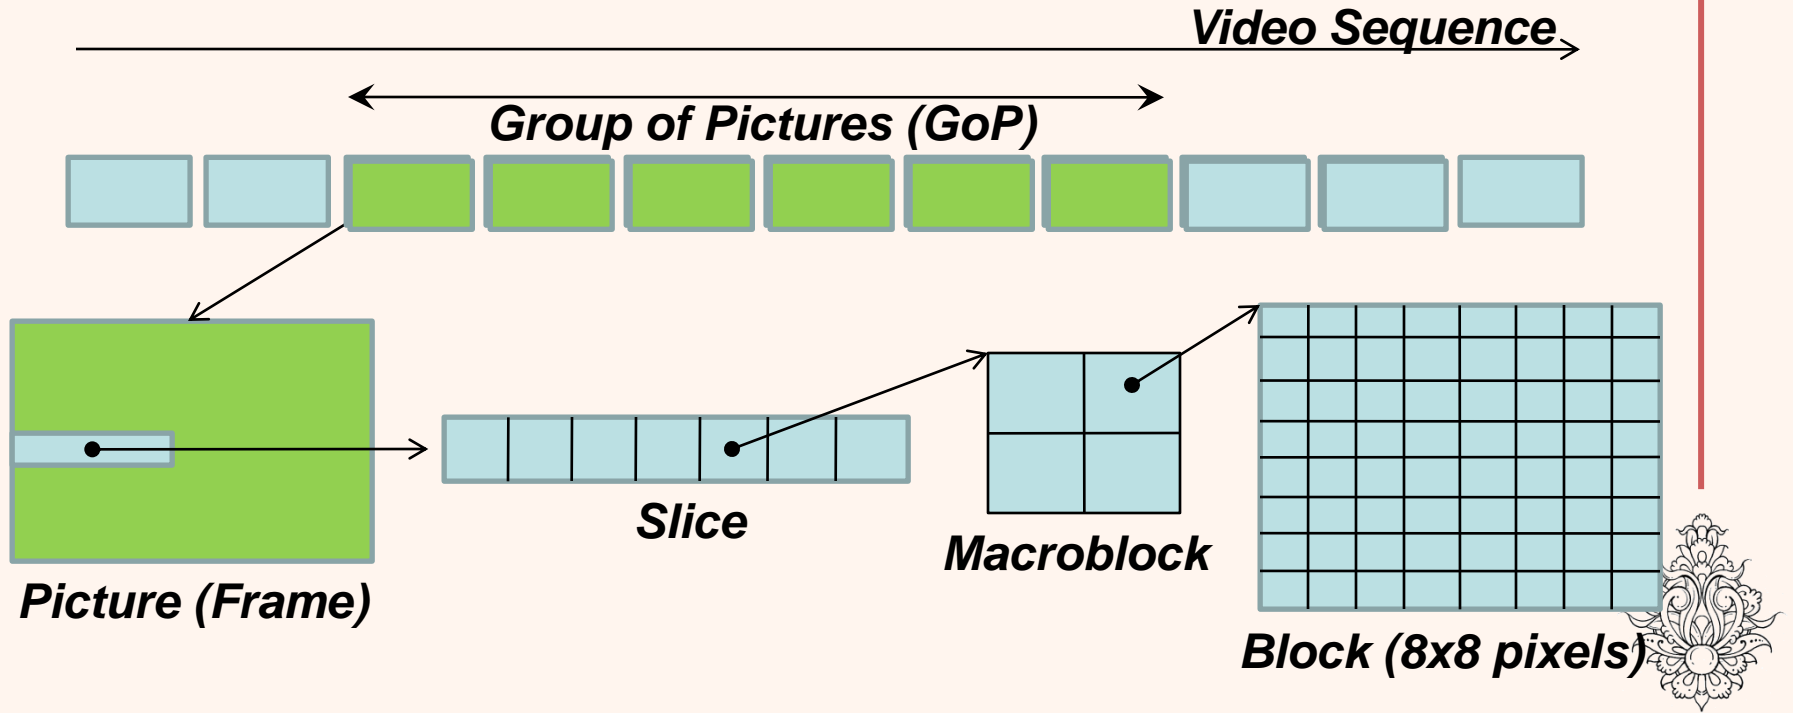 Video Sequence
Group of Pictures (GoP)
Slice
Macroblock
Picture (Frame)
Block (8x8 pixels)